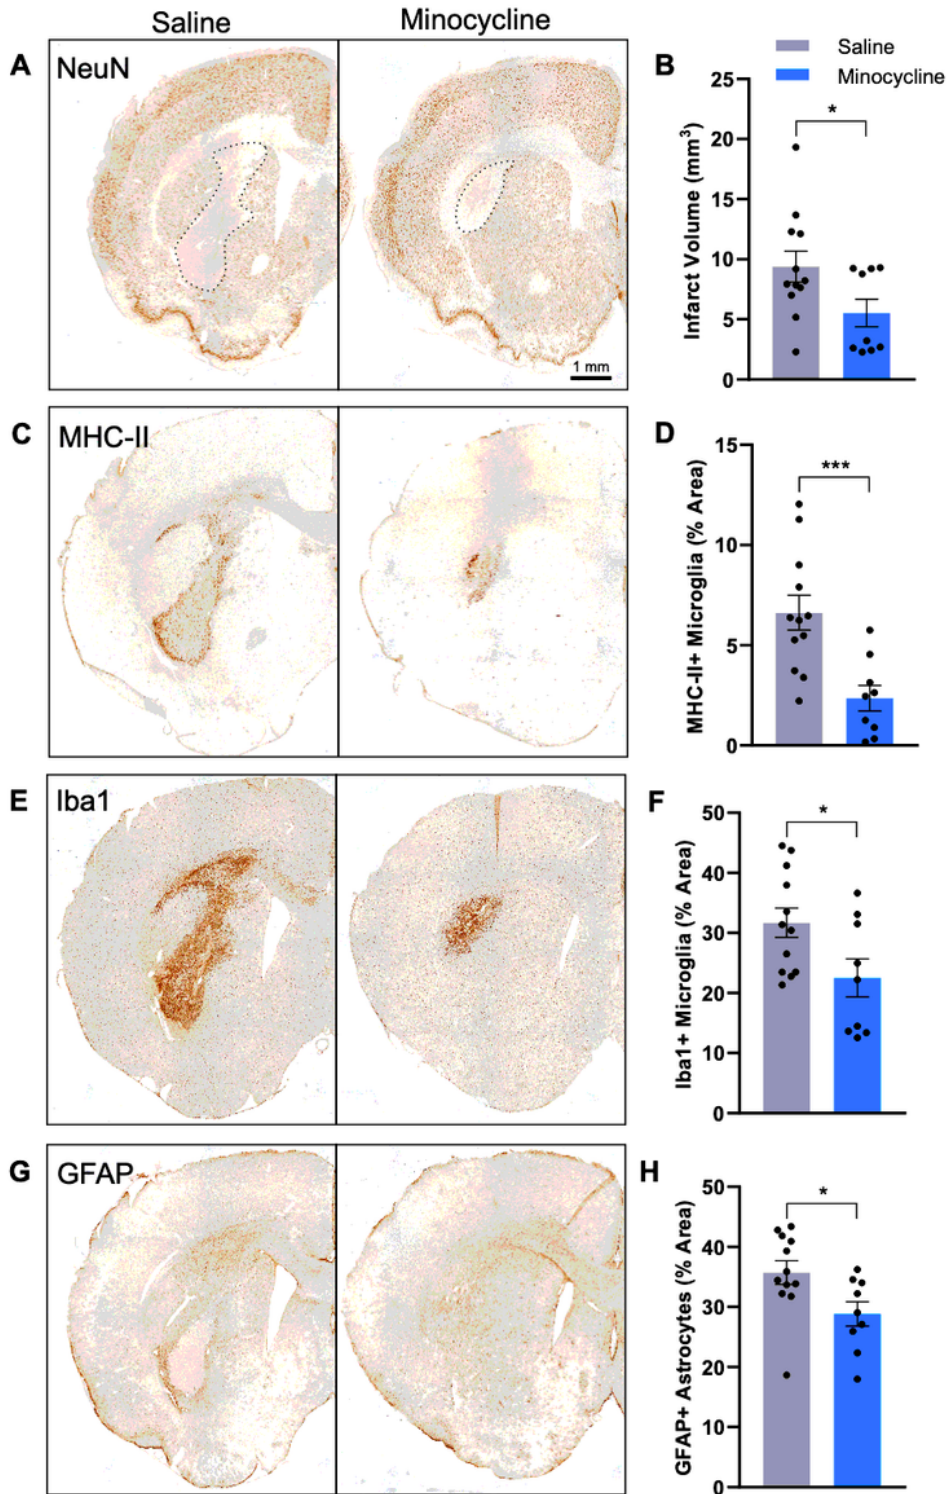 Saline
Minocycline
A
NeuN
1 mm
B
Saline
Minocycline
25
20
15
10
5
0
Infarct Volume (mm³)
*
C
MHC-II
D
15
10
5
0
MHC-II+ Microglia (% Area)
***
E
Iba1
F
50
40
30
20
10
0
Iba1+ Microglia (% Area)
*
G
GFAP
H
50
40
30
20
10
0
GFAP+ Astrocytes (% Area)
*